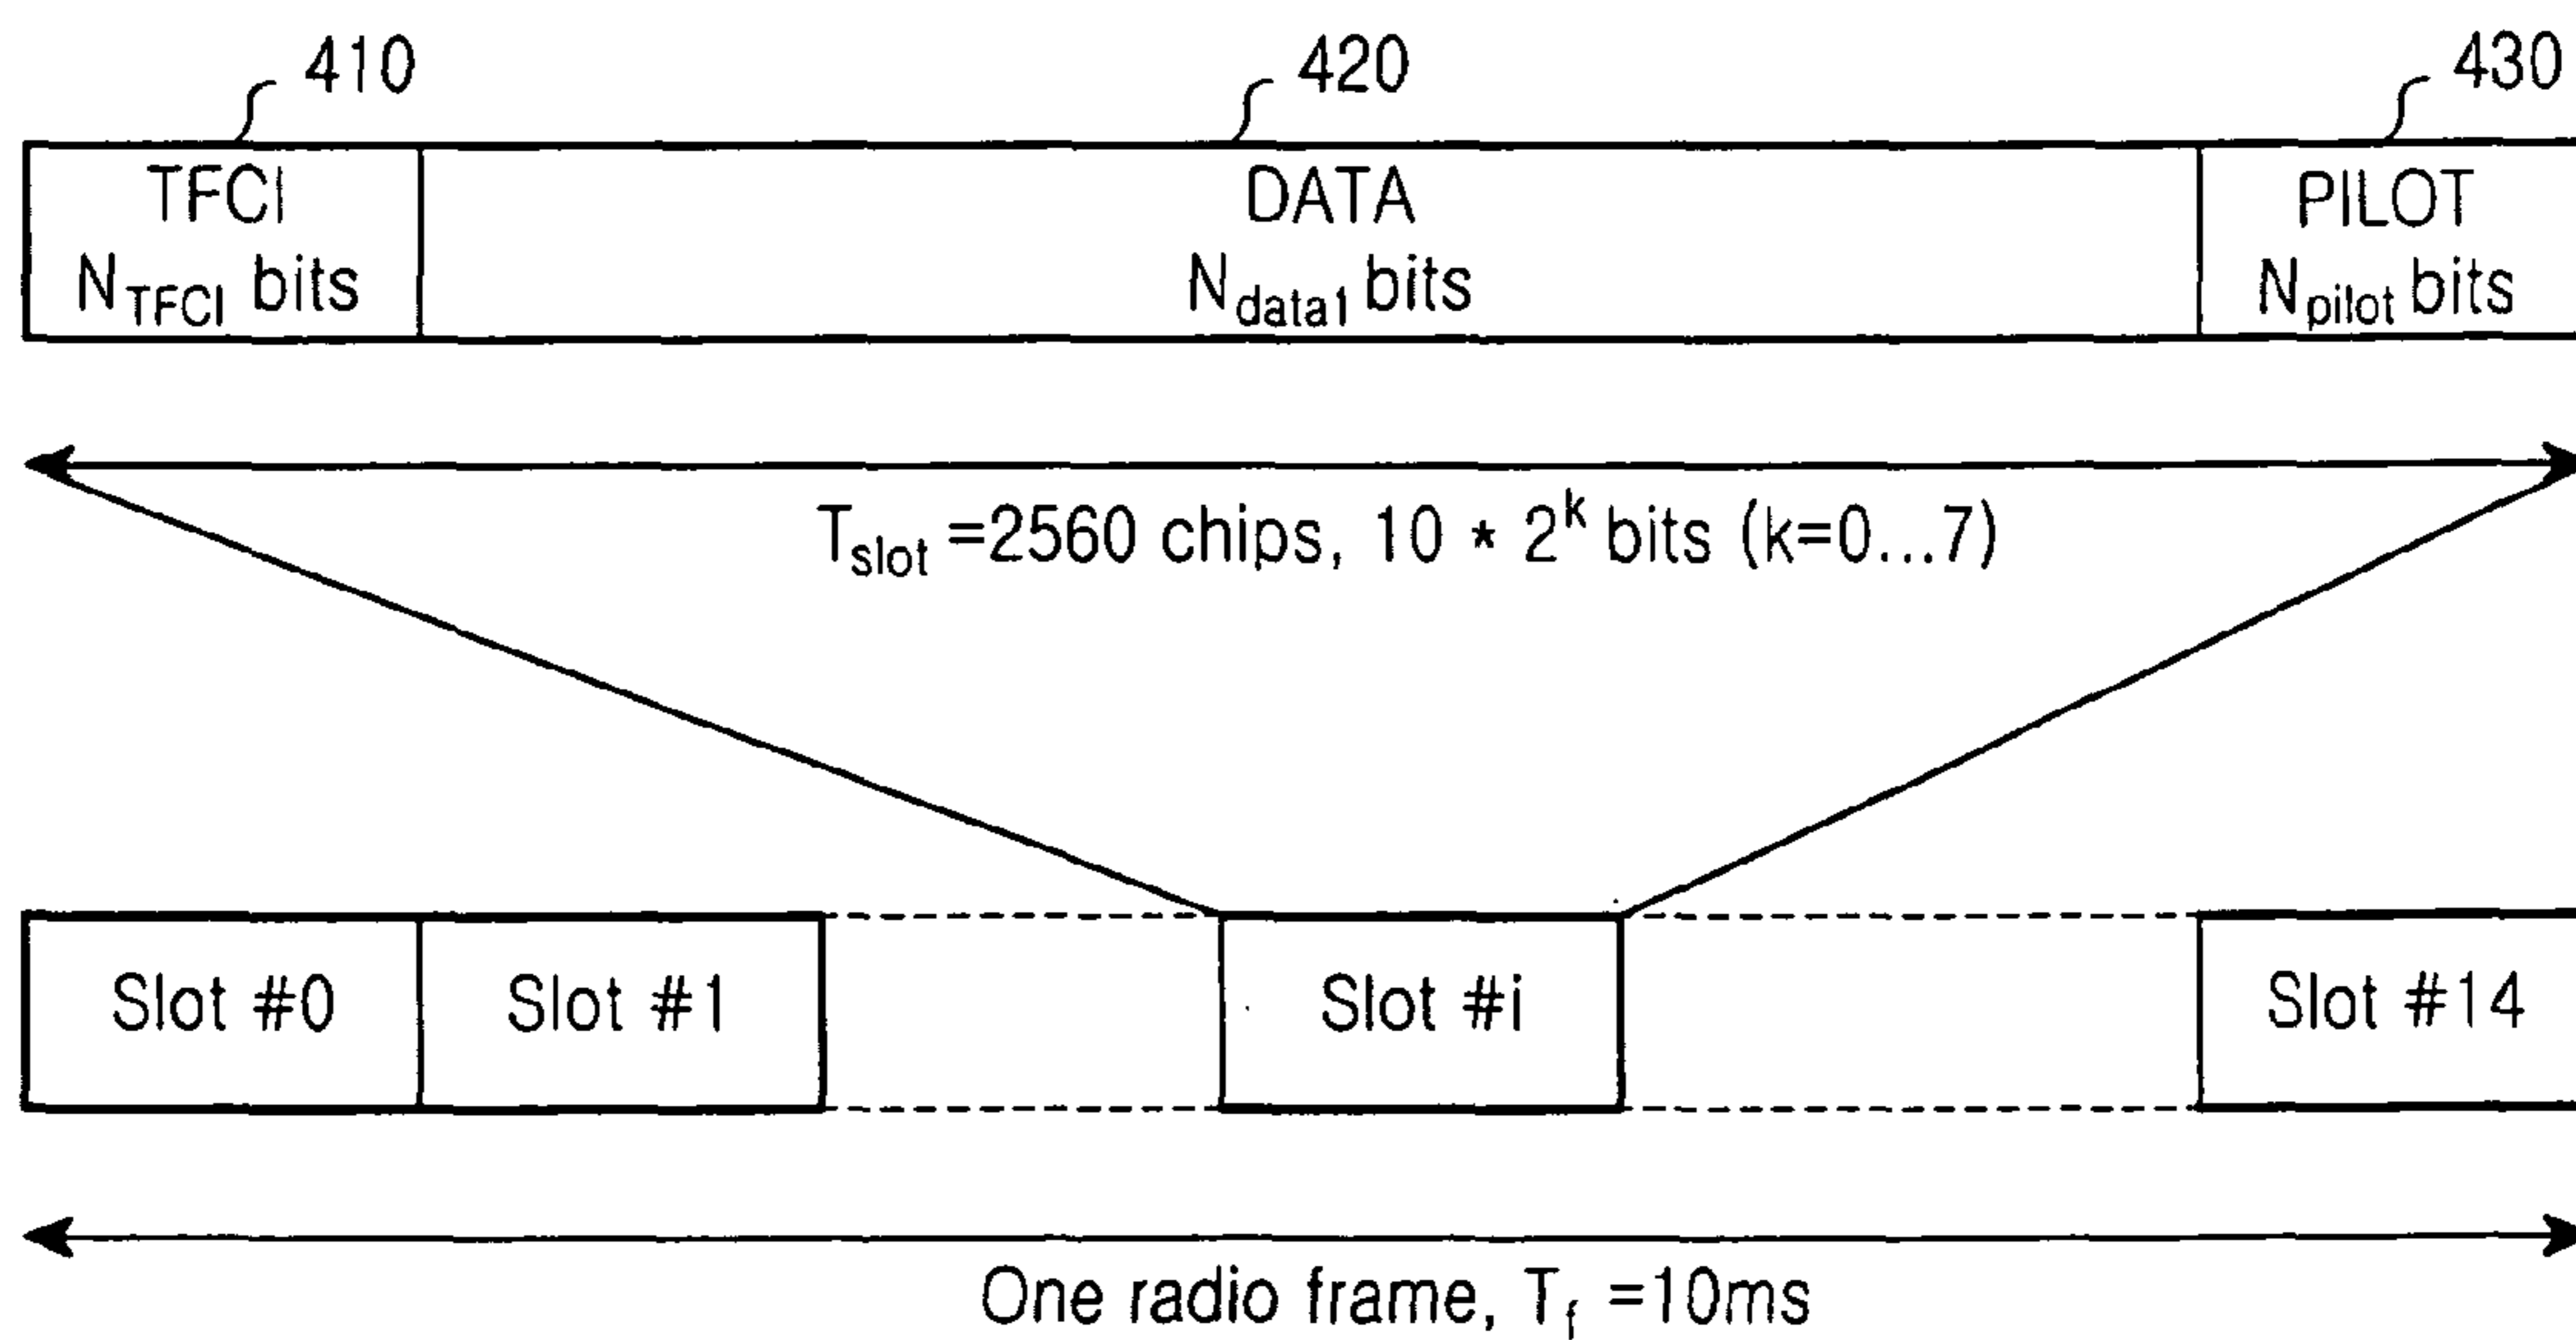 410
420
430
TFCI
N_TFCI bits
DATA
N_data1 bits
PILOT
N_pilot bits
T_slot =2560 chips, 10 * 2^k bits (k=0...7)
Slot #0
Slot #1
Slot #i
Slot #14
One radio frame, T_f =10ms